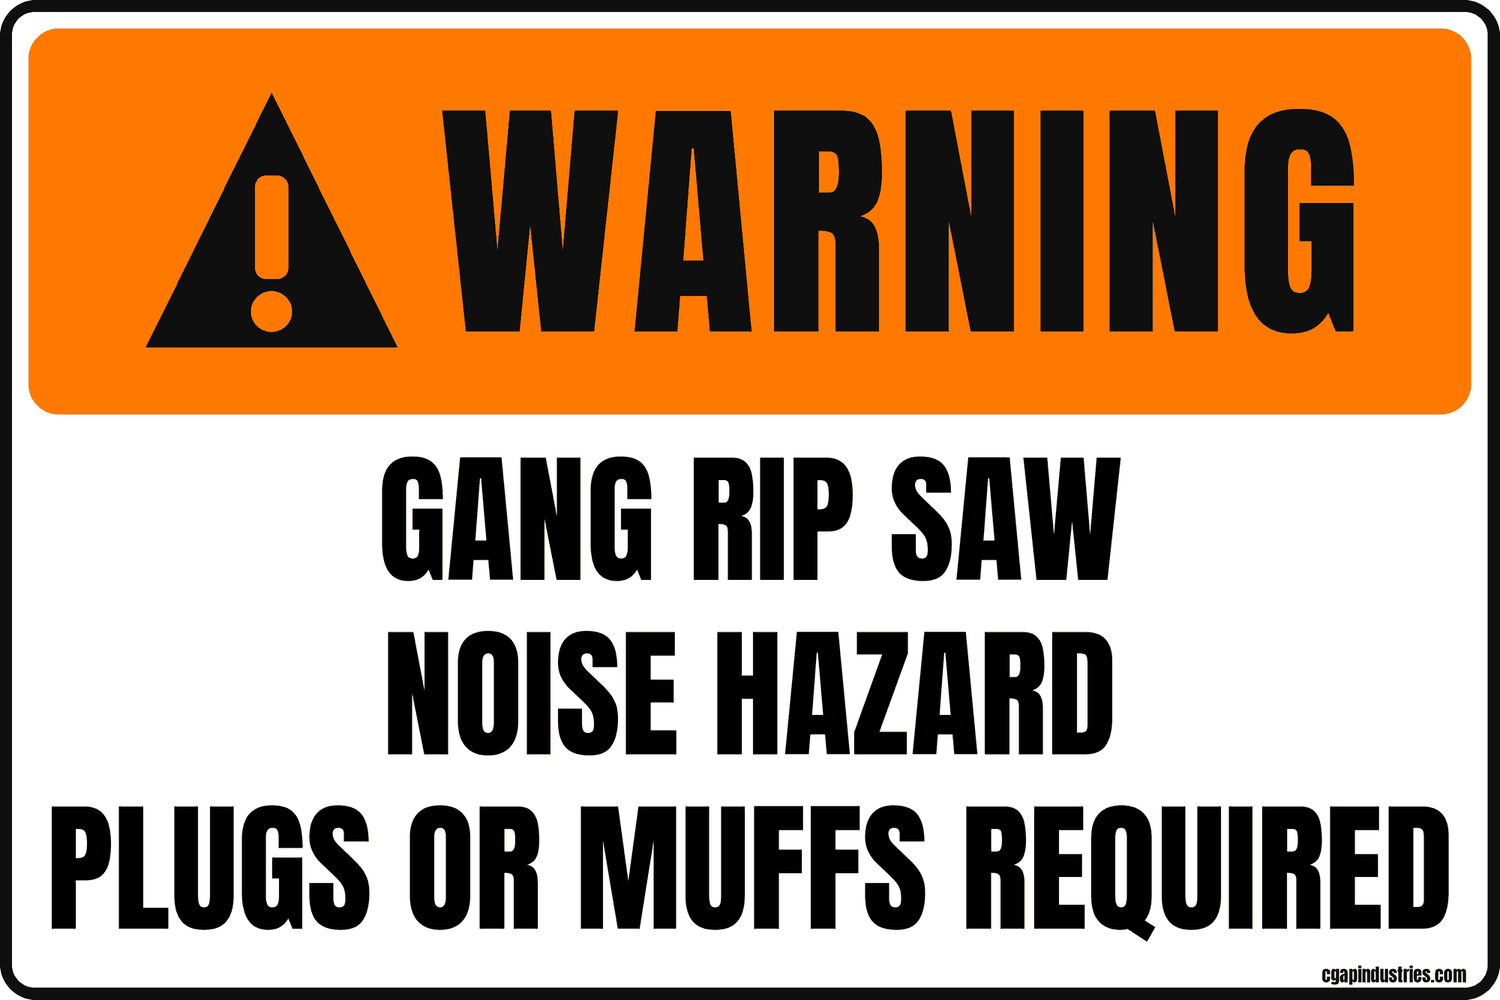 WARNING
GANG RIP SAW
NOISE HAZARD
PLUGS OR MUFFS REQUIRED
cgapindustries.com